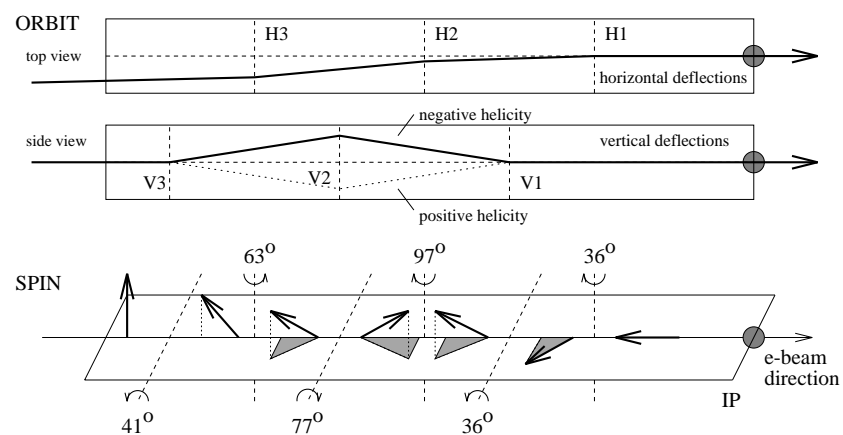 ORBIT
H3 H2 H1
top view
horizontal deflections
negative helicity
side view
vertical deflections
V3 V2 V1
positive helicity
63° 97° 36°
SPIN
e-beam
direction
IP
41° 77° 36°